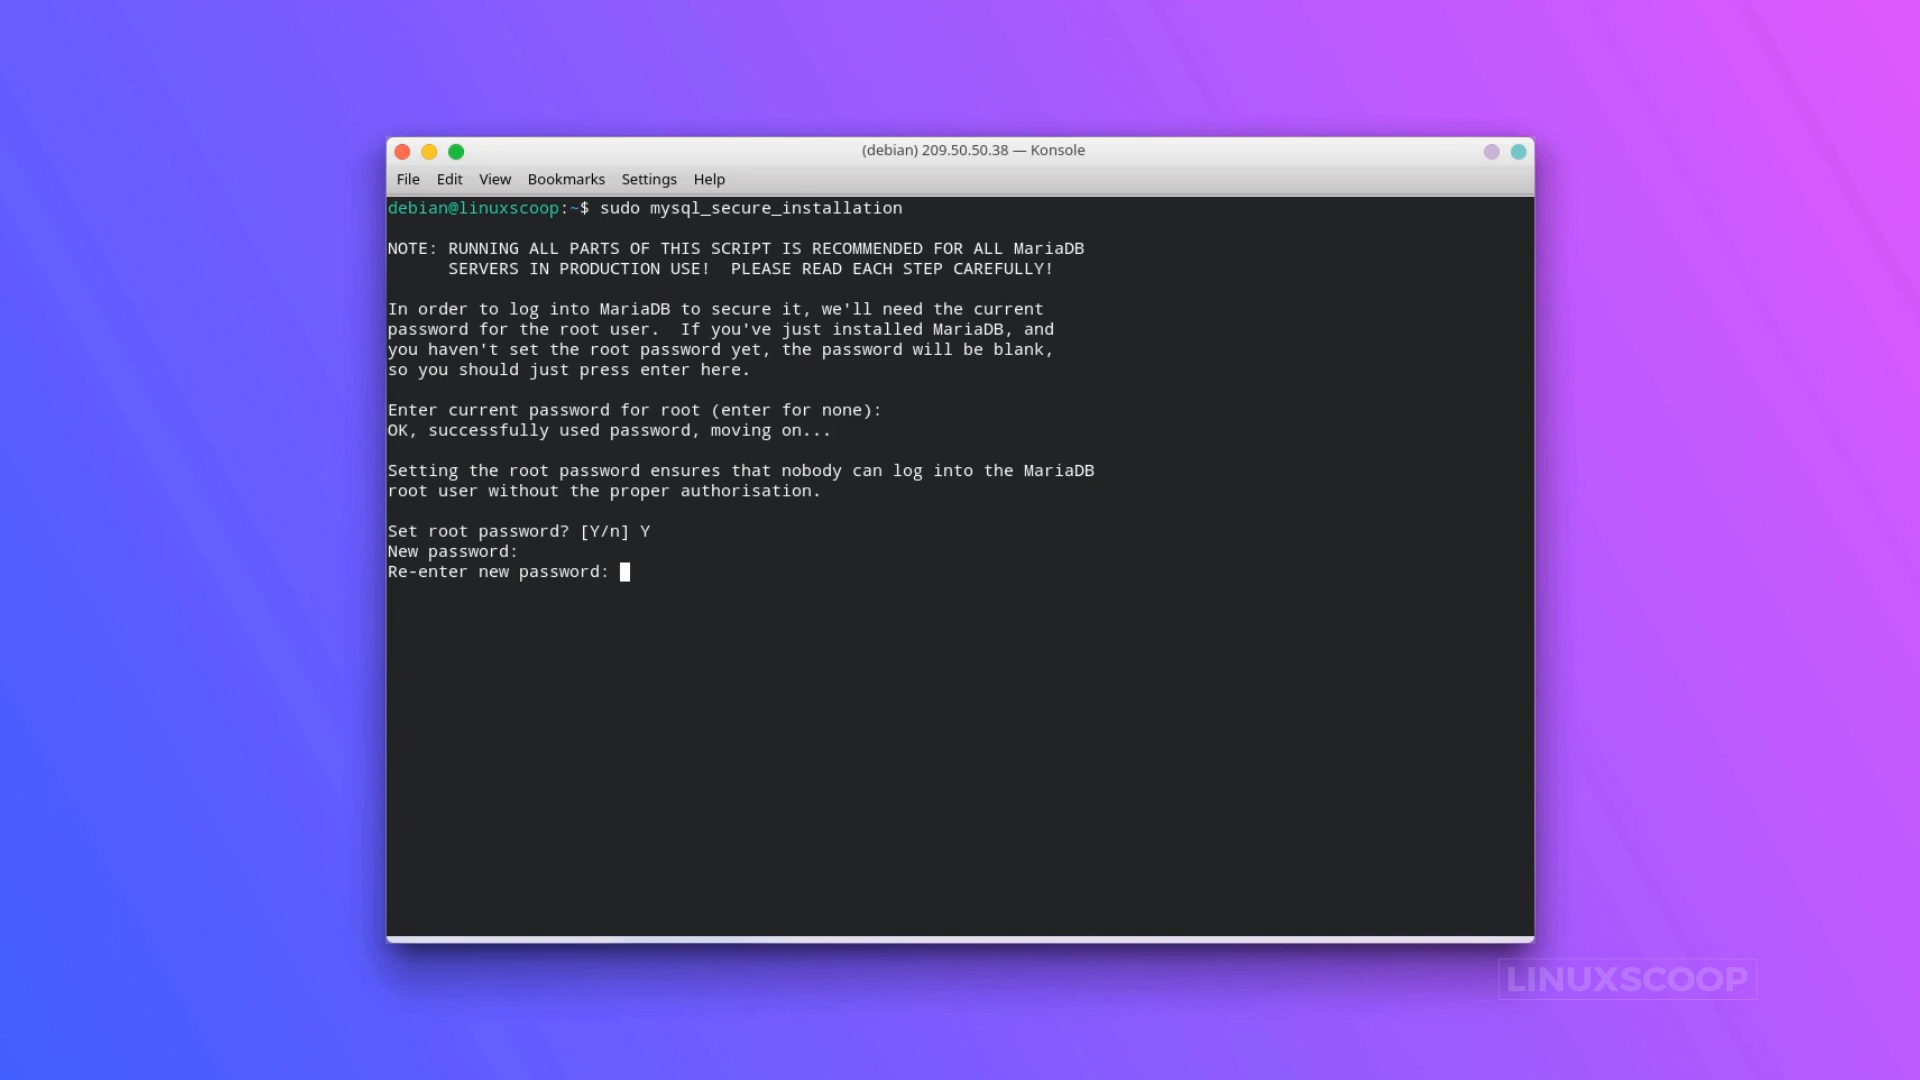 (debian) 209.50.50.38 — Konsole
File Edit View Bookmarks Settings Help
debian@linuxscoop:~$ sudo mysql_secure_installation
NOTE: RUNNING ALL PARTS OF THIS SCRIPT IS RECOMMENDED FOR ALL MariaDB
SERVERS IN PRODUCTION USE!  PLEASE READ EACH STEP CAREFULLY!
In order to log into MariaDB to secure it, we'll need the current
password for the root user.  If you've just installed MariaDB, and
you haven't set the root password yet, the password will be blank,
so you should just press enter here.
Enter current password for root (enter for none):
OK, successfully used password, moving on...
Setting the root password ensures that nobody can log into the MariaDB
root user without the proper authorisation.
Set root password? [Y/n] Y
New password:
Re-enter new password:
LINUXSCOOP